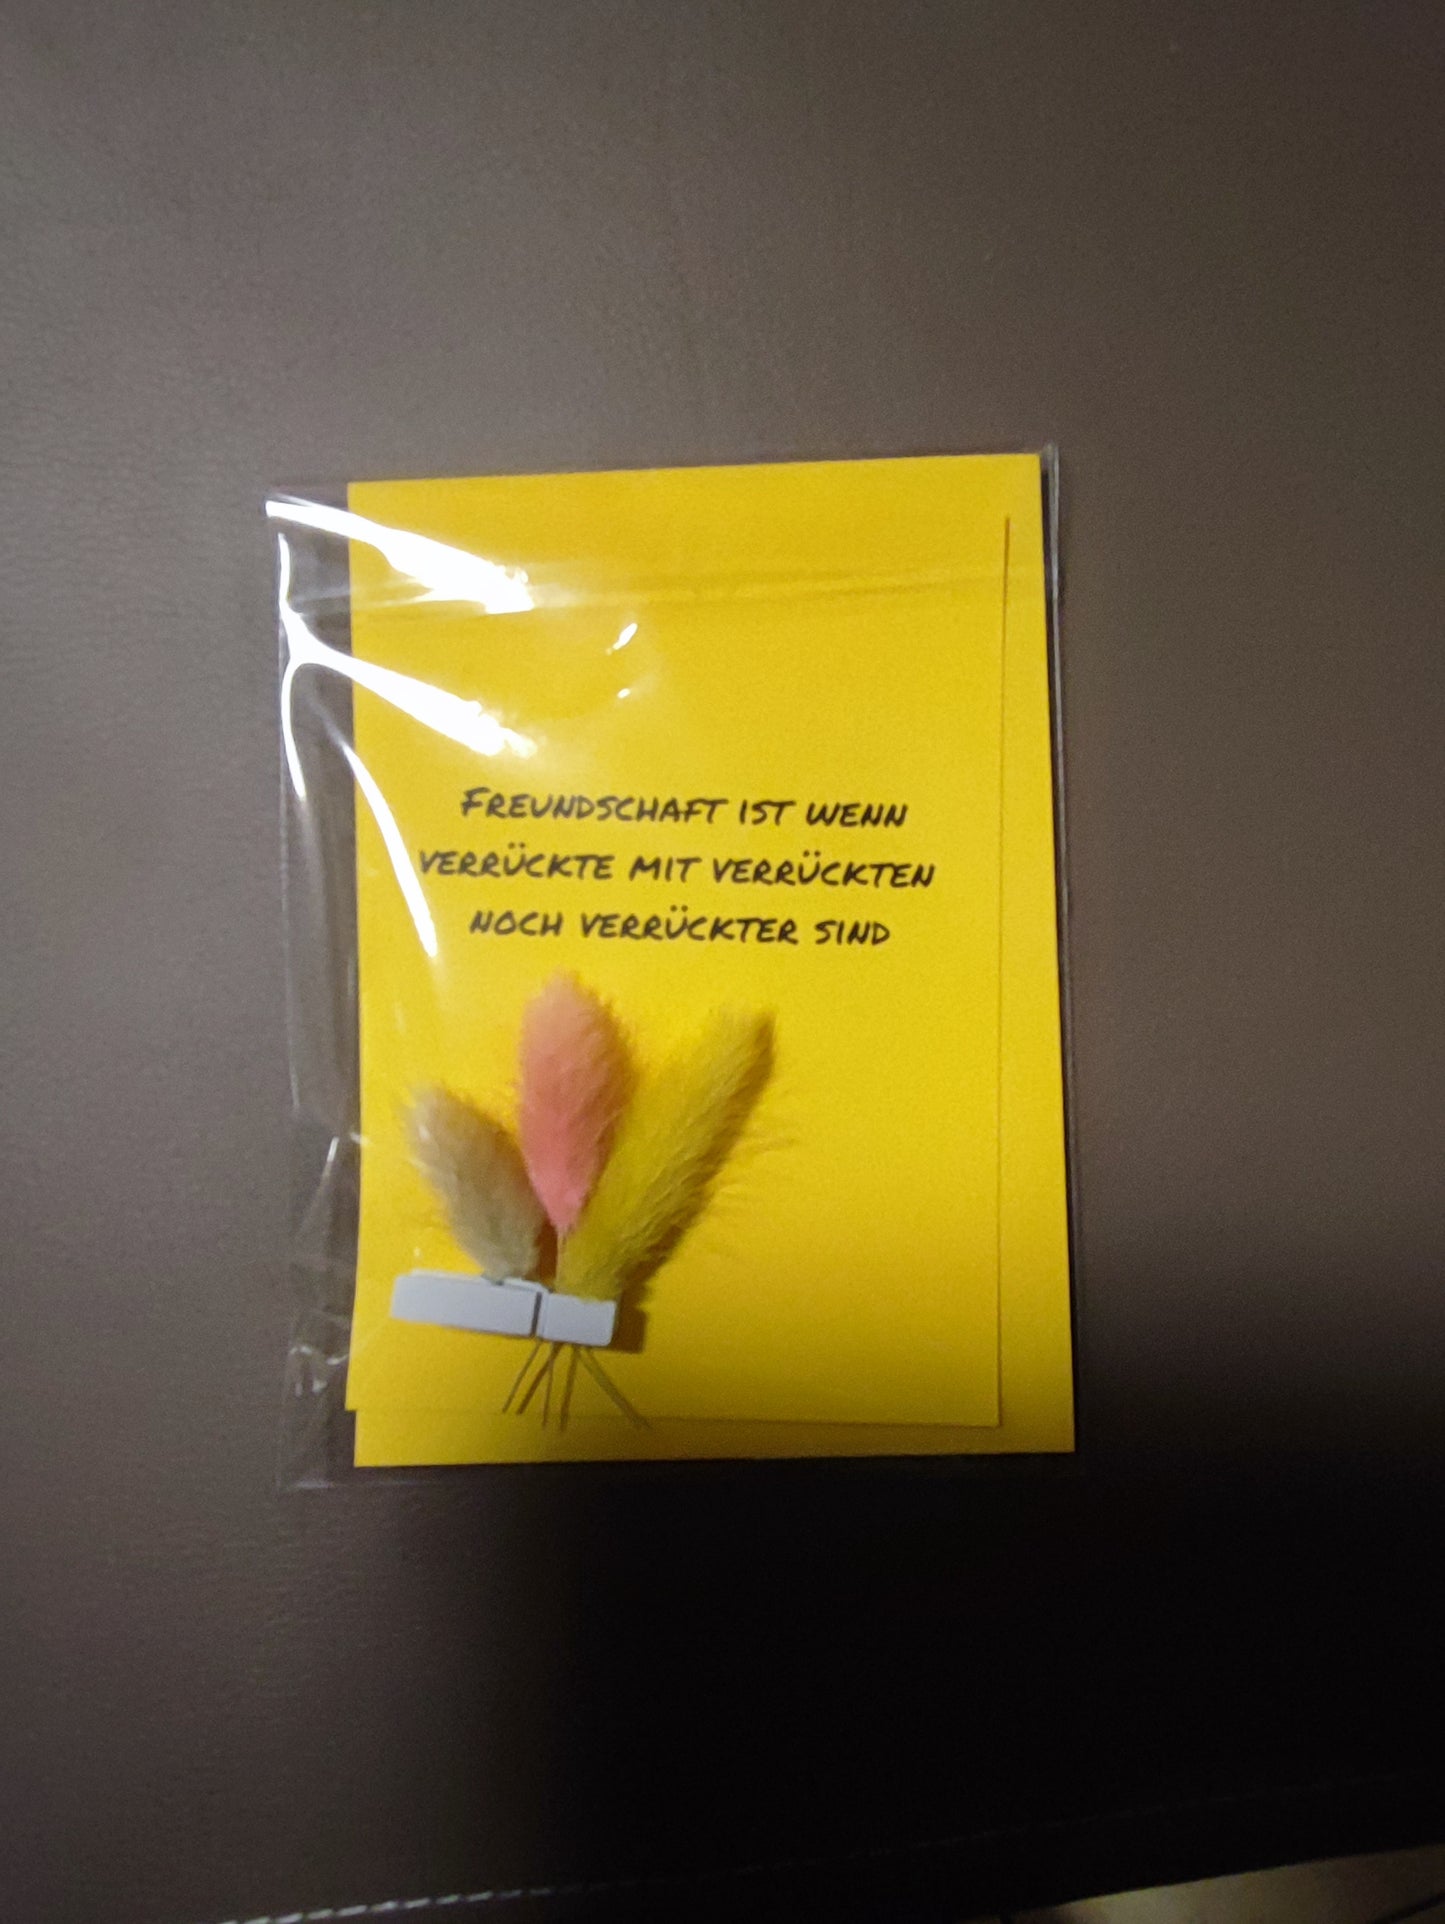 FREUNDSCHAFT IST WENN
VERRÜCKTE MIT VERRÜCKTEN
NOCH VERRÜCKTER SIND